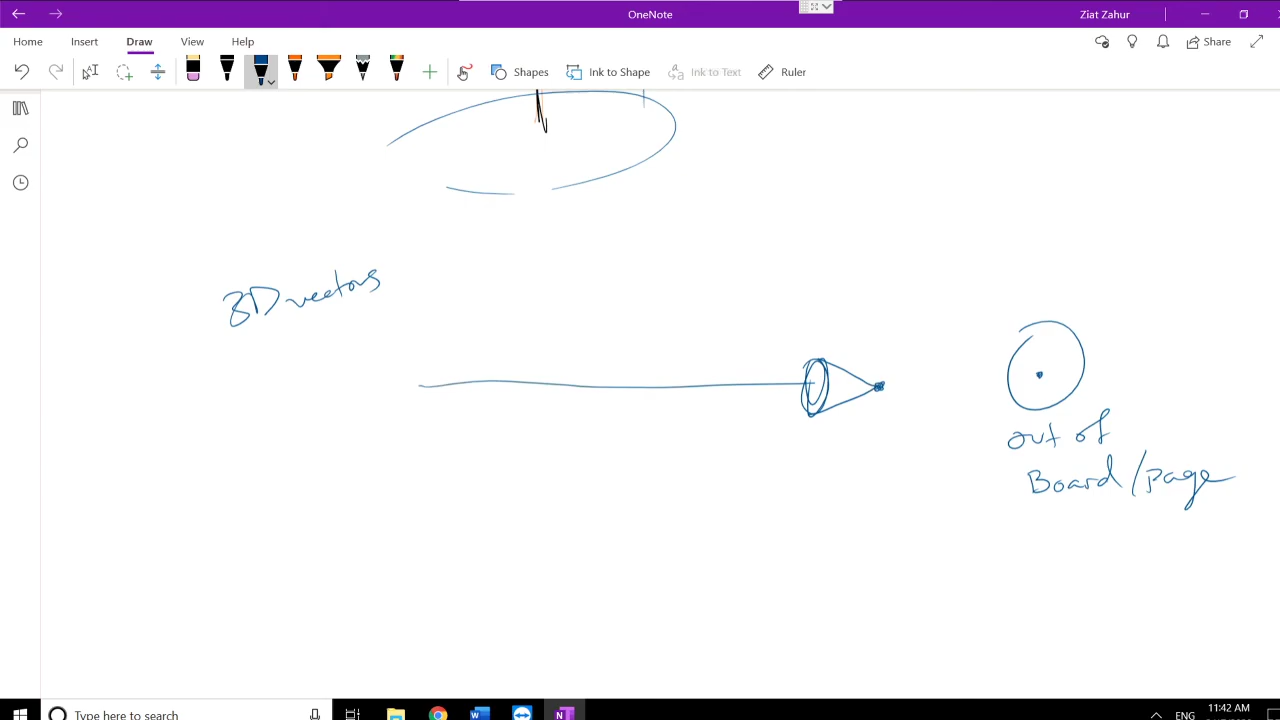 OneNote
Ziat Zahur
Home Insert Draw View Help
Share
Shapes
Ink to Shape
Ink to Text
Ruler
3D vectors
out of
Board/page
Type here to search
ENG
11:42 AM